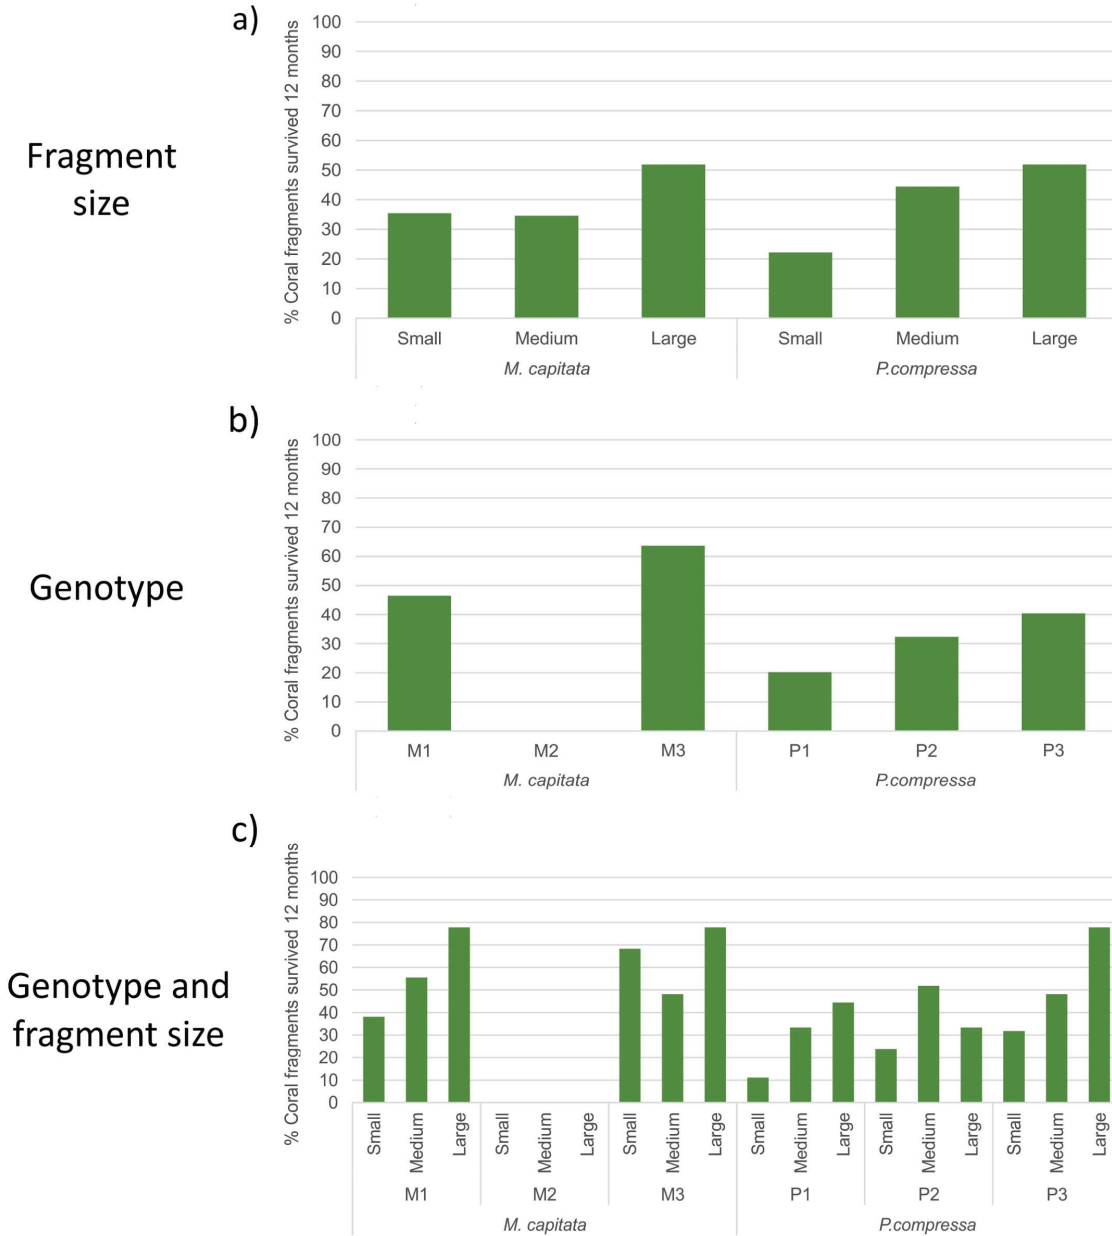 a)
Fragment
size
% Coral fragments survived 12 months
100
90
80
70
60
50
40
30
20
10
0
Small Medium Large Small Medium Large
M. capitata P.compressa
b)
Genotype
% Coral fragments survived 12 months
100
90
80
70
60
50
40
30
20
10
0
M1 M2 M3 P1 P2 P3
M. capitata P.compressa
c)
Genotype and
fragment size
% Coral fragments survived 12 months
100
90
80
70
60
50
40
30
20
10
0
Small Medium Large Small Medium Large Small Medium Large Small Medium Large Small Medium Large Small Medium Large
M1 M2 M3 P1 P2 P3
M. capitata P.compressa